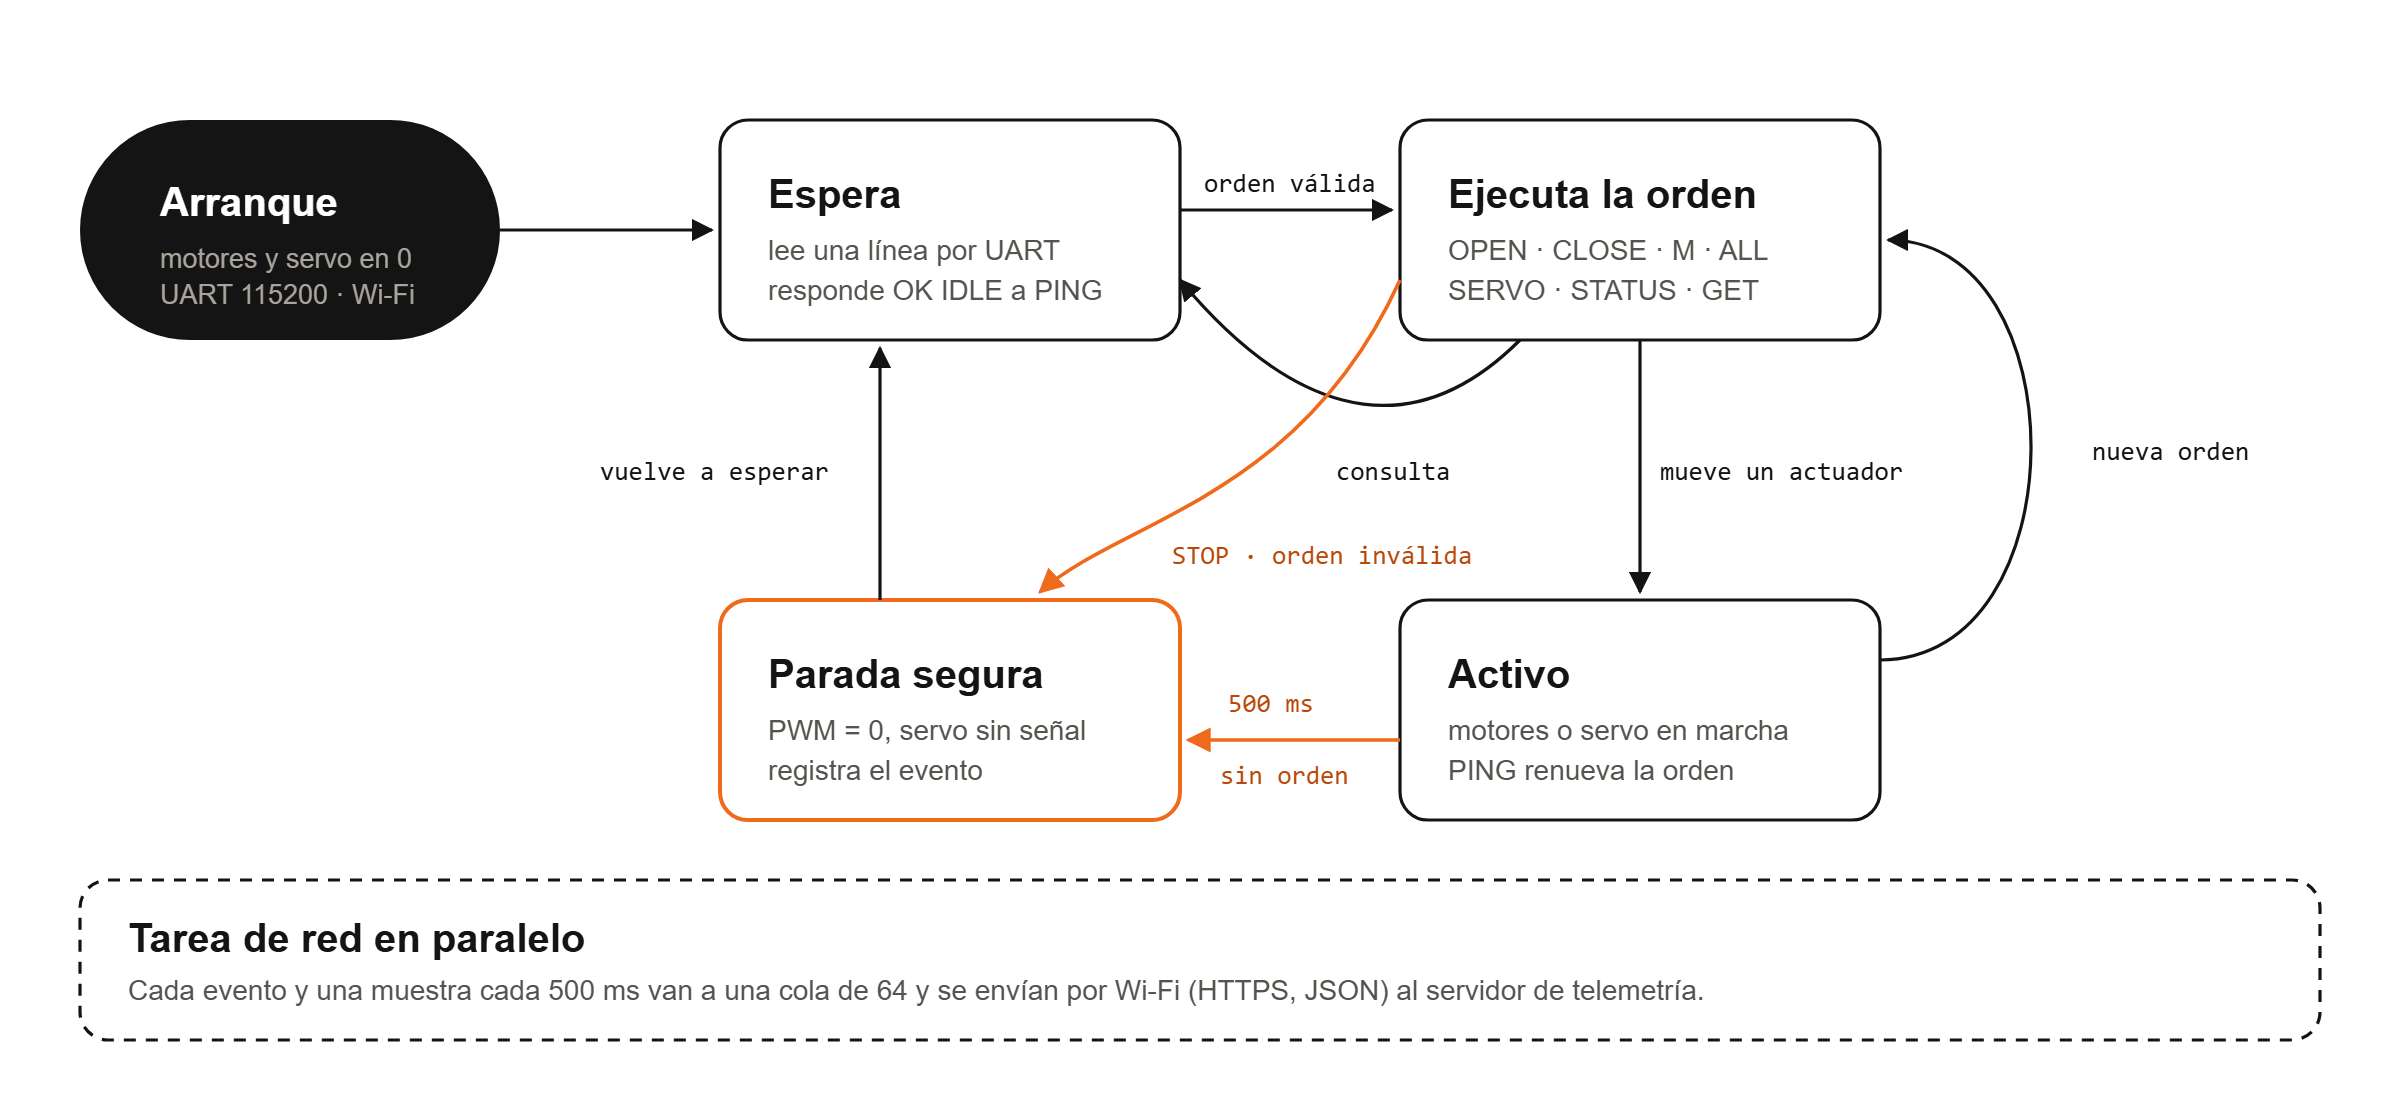 Arranque
motores y servo en 0
UART 115200 · Wi-Fi
Espera
lee una línea por UART
responde OK IDLE a PING
orden válida
Ejecuta la orden
OPEN · CLOSE · M · ALL
SERVO · STATUS · GET
vuelve a esperar
consulta
mueve un actuador
nueva orden
STOP · orden inválida
Parada segura
PWM = 0, servo sin señal
registra el evento
500 ms
sin orden
Activo
motores o servo en marcha
PING renueva la orden
Tarea de red en paralelo
Cada evento y una muestra cada 500 ms van a una cola de 64 y se envían por Wi-Fi (HTTPS, JSON) al servidor de telemetría.